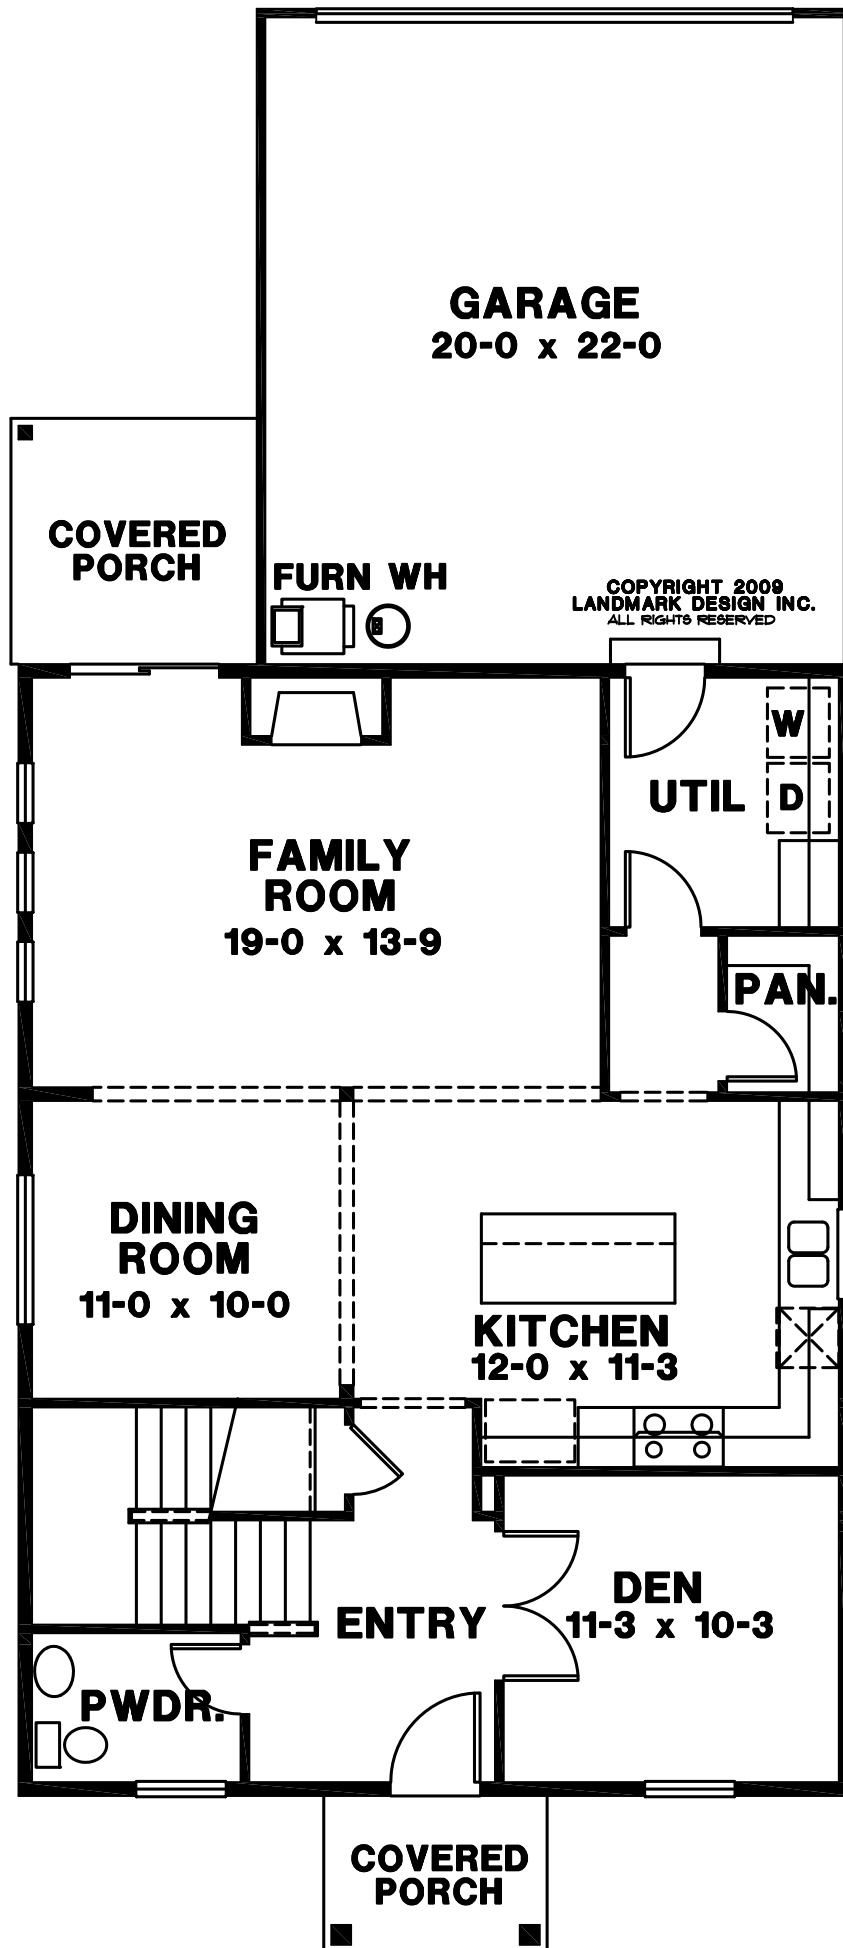 GARAGE
20-0 x 22-0
COVERED
PORCH
FURN WH
COPYRIGHT 2009
LANDMARK DESIGN INC.
ALL RIGHTS RESERVED
W
UTIL D
FAMILY
ROOM
19-0 x 13-9
PAN.
DINING
ROOM
11-0 x 10-0
KITCHEN
12-0 x 11-3
DEN
11-3 x 10-3
ENTRY
PWDR.
COVERED
PORCH